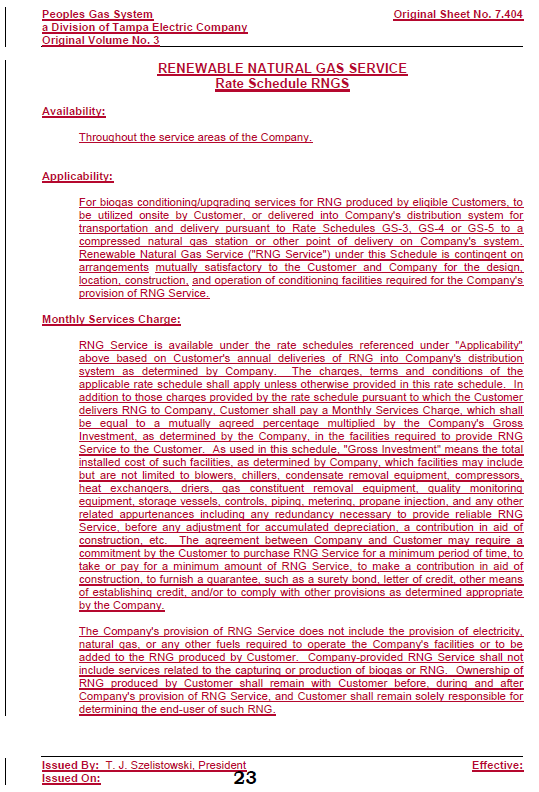 Peoples Gas System Original Sheet No. 7.404
a Division of Tampa Electric Company
Original Volume No. 3
RENEWABLE NATURAL GAS SERVICE
Rate Schedule RNGS
Availability:
Throughout the service areas of the Company.
Applicability:
For biogas conditioning/upgrading services for RNG produced by eligible Customers, to
be utilized onsite by Customer, or delivered into Company's distribution system for
transportation and delivery pursuant to Rate Schedules GS-3, GS-4 or GS-5 to a
compressed natural gas station or other point of delivery on Company's system.
Renewable Natural Gas Service ("RNG Service") under this Schedule is contingent on
arrangements mutually satisfactory to the Customer and Company for the design,
location, construction, and operation of conditioning facilities required for the Company's
provision of RNG Service.
Monthly Services Charge:
RNG Service is available under the rate schedules referenced under "Applicability"
above based on Customer's annual deliveries of RNG into Company's distribution
system as determined by Company. The charges, terms and conditions of the
applicable rate schedule shall apply unless otherwise provided in this rate schedule. In
addition to those charges provided by the rate schedule pursuant to which the Customer
delivers RNG to Company, Customer shall pay a Monthly Services Charge, which shall
be equal to a mutually agreed percentage multiplied by the Company's Gross
Investment, as determined by the Company, in the facilities required to provide RNG
Service to the Customer. As used in this schedule, "Gross Investment" means the total
installed cost of such facilities, as determined by Company, which facilities may include
but are not limited to blowers, chillers, condensate removal equipment, compressors,
heat exchangers, driers, gas constituent removal equipment, quality monitoring
equipment, storage vessels, controls, piping, metering, propane injection, and any other
related appurtenances including any redundancy necessary to provide reliable RNG
Service, before any adjustment for accumulated depreciation, a contribution in aid of
construction, etc. The agreement between Company and Customer may require a
commitment by the Customer to purchase RNG Service for a minimum period of time, to
take or pay for a minimum amount of RNG Service, to make a contribution in aid of
construction, to furnish a guarantee, such as a surety bond, letter of credit, other means
of establishing credit, and/or to comply with other provisions as determined appropriate
by the Company.
The Company's provision of RNG Service does not include the provision of electricity,
natural gas, or any other fuels required to operate the Company's facilities or to be
added to the RNG produced by Customer. Company-provided RNG Service shall not
include services related to the capturing or production of biogas or RNG. Ownership of
RNG produced by Customer shall remain with Customer before, during and after
Company's provision of RNG Service, and Customer shall remain solely responsible for
determining the end-user of such RNG.
Issued By: T. J. Szelistowski, President Effective:
Issued On: 23